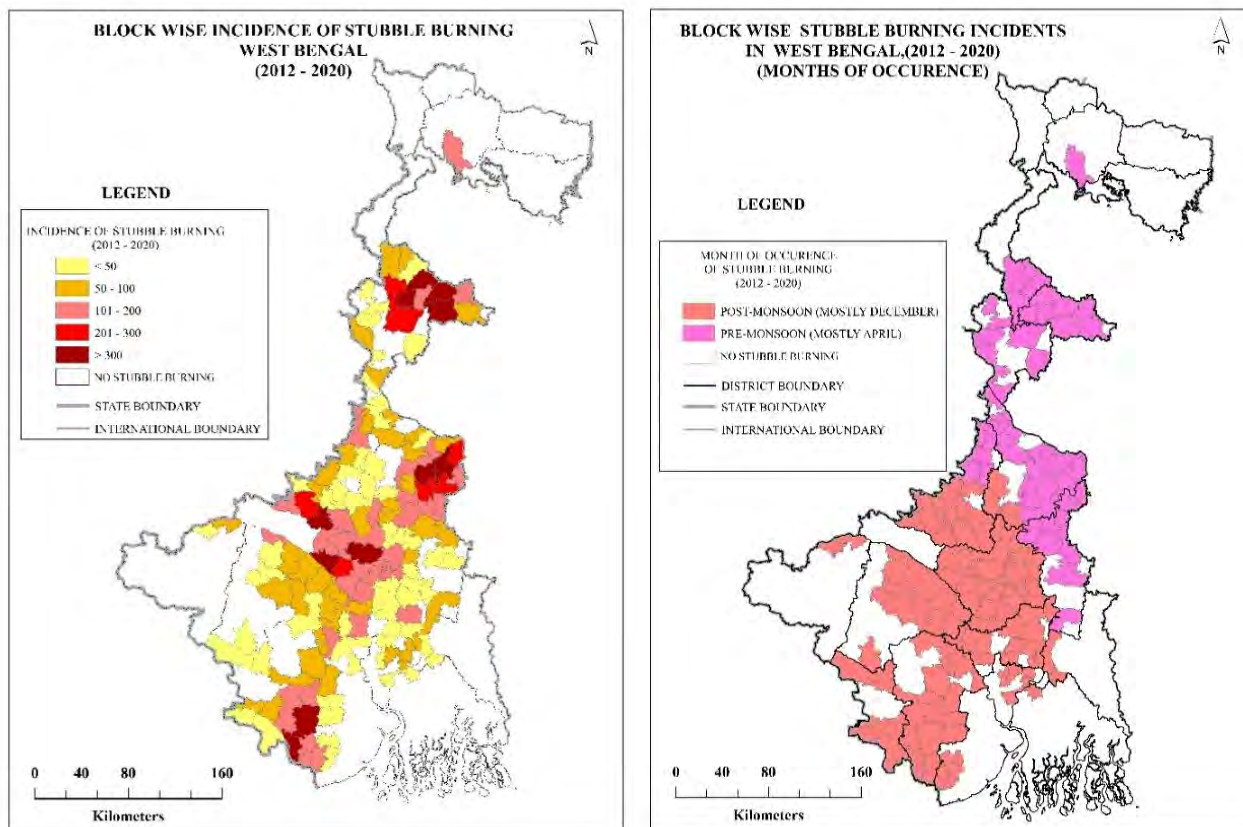 BLOCK WISE INCIDENCE OF STUBBLE BURNING
WEST BENGAL
(2012 - 2020)
N
LEGEND
INCIDENCE OF STUBBLE BURNING
(2012 - 2020)
< 50
50 - 100
101 - 200
201 - 300
> 300
NO STUBBLE BURNING
STATE BOUNDARY
INTERNATIONAL BOUNDARY
0 40 80 160
Kilometers
BLOCK WISE STUBBLE BURNING INCIDENTS
IN WEST BENGAL,(2012 - 2020)
(MONTHS OF OCCURENCE)
N
LEGEND
MONTH OF OCCURENCE
OF STUBBLE BURNING
(2012 - 2020)
POST-MONSOON (MOSTLY DECEMBER)
PRE-MONSOON (MOSTLY APRIL)
NO STUBBLE BURNING
DISTRICT BOUNDARY
STATE BOUNDARY
INTERNATIONAL BOUNDARY
0 40 80 160
Kilometers